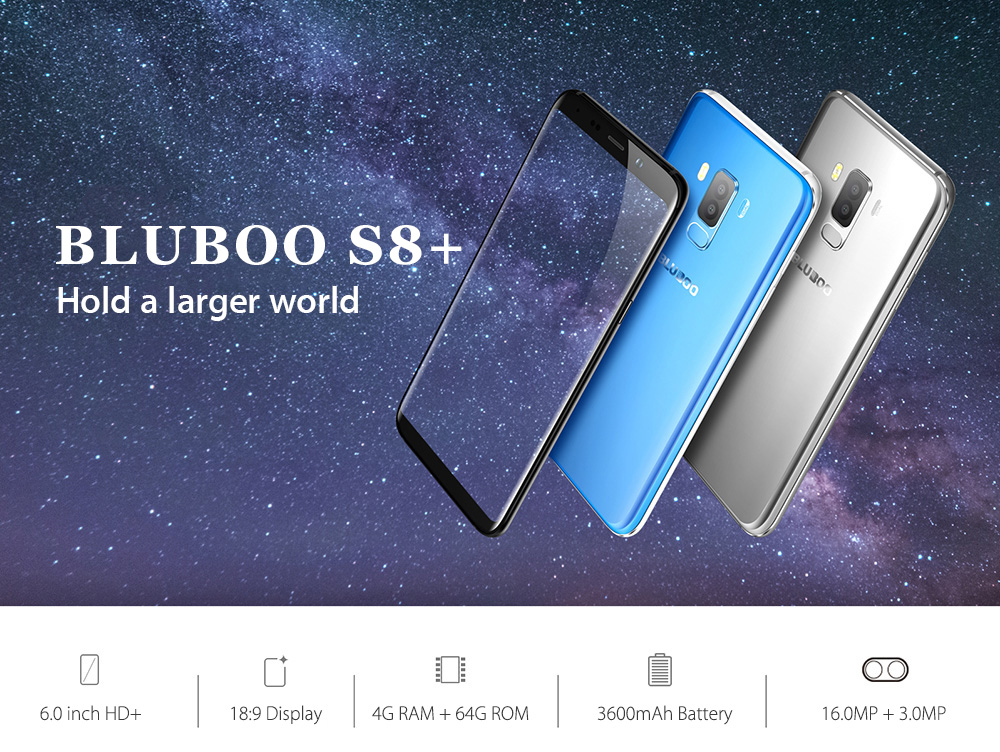 BLUBOO S8+
Hold a larger world
BLUBOO
BLUBOO
6.0 inch HD+
18:9 Display
4G RAM + 64G ROM
3600mAh Battery
16.0MP + 3.0MP